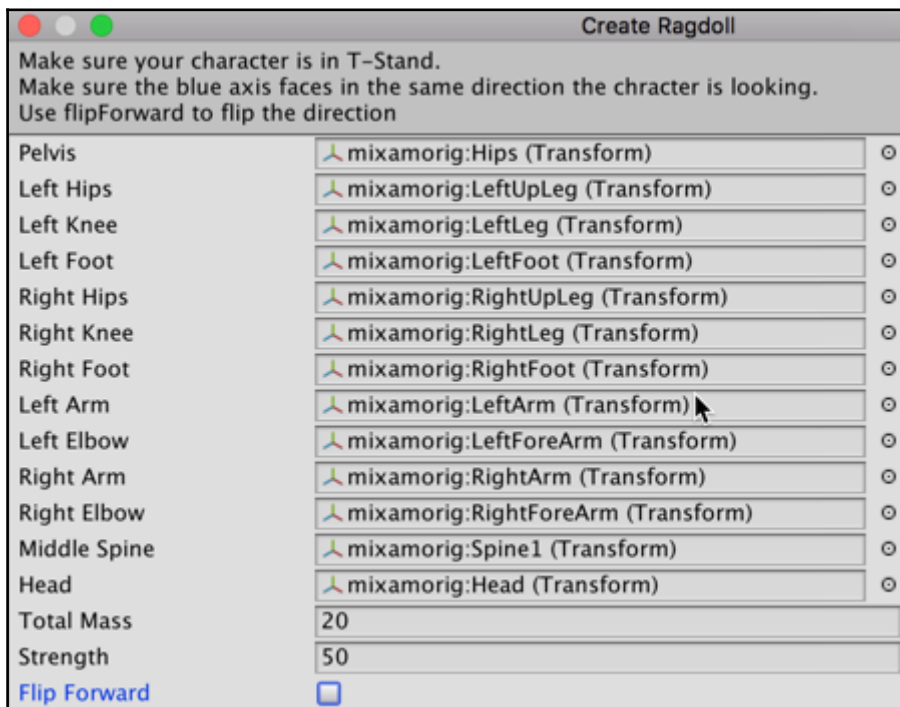 Create Ragdoll
Make sure your character is in T-Stand.
Make sure the blue axis faces in the same direction the chracter is looking.
Use flipForward to flip the direction
Pelvis mixamorig:Hips (Transform)
Left Hips mixamorig:LeftUpLeg (Transform)
Left Knee mixamorig:LeftLeg (Transform)
Left Foot mixamorig:LeftFoot (Transform)
Right Hips mixamorig:RightUpLeg (Transform)
Right Knee mixamorig:RightLeg (Transform)
Right Foot mixamorig:RightFoot (Transform)
Left Arm mixamorig:LeftArm (Transform)
Left Elbow mixamorig:LeftForeArm (Transform)
Right Arm mixamorig:RightArm (Transform)
Right Elbow mixamorig:RightForeArm (Transform)
Middle Spine mixamorig:Spine1 (Transform)
Head mixamorig:Head (Transform)
Total Mass 20
Strength 50
Flip Forward